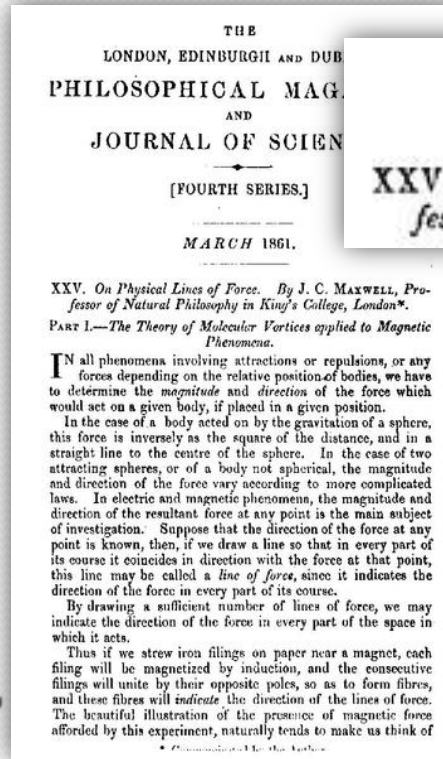 THE
LONDON, EDINBURGH AND DUB
PHILOSOPHICAL MAG
AND
JOURNAL OF SCIEN
[FOURTH SERIES.]
MARCH 1861.
XXV
fes
XXV. On Physical Lines of Force. By J. C. MAXWELL, Pro-
fessor of Natural Philosophy in King's College, London*.
PART I.—The Theory of Molecular Vortices applied to Magnetic
Phenomena.
IN all phenomena involving attractions or repulsions, or any
forces depending on the relative position of bodies, we have
to determine the magnitude and direction of the force which
would act on a given body, if placed in a given position.
In the case of a body acted on by the gravitation of a sphere,
this force is inversely as the square of the distance, and in a
straight line to the centre of the sphere. In the case of two
attracting spheres, or of a body not spherical, the magnitude
and direction of the force vary according to more complicated
laws. In electric and magnetic phenomena, the magnitude and
direction of the resultant force at any point is the main subject
of investigation. Suppose that the direction of the force at any
point is known, then, if we draw a line so that in every part of
its course it coincides in direction with the force at that point,
this line may be called a line of force, since it indicates the
direction of the force in every part of its course.
By drawing a sufficient number of lines of force, we may
indicate the direction of the force in every part of the space in
which it acts.
Thus if we strew iron filings on paper near a magnet, each
filing will be magnetized by induction, and the consecutive
filings will unite by their opposite poles, so as to form fibres,
and these fibres will indicate the direction of the lines of force.
The beautiful illustration of the presence of magnetic force
afforded by this experiment, naturally tends to make us think of
* Communicated by the Author.